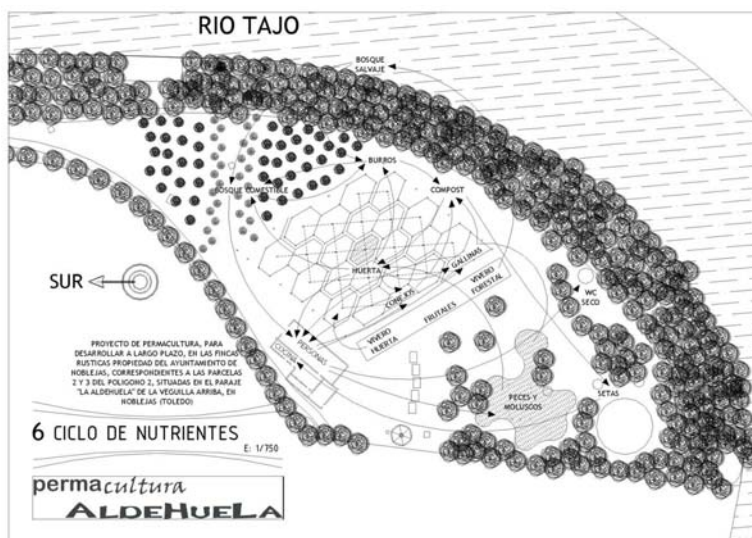 RIO TAJO
BOSQUE
SALVAJE
BURROS
BOSQUE COMESTIBLE
COMPOST
HUERTA
GALLINAS
CONEJOS
VIVERO
FORESTAL
FRUTALES
VIVERO
HUERTA
WC
SECO
SUR
PERSONAS
COCINA
PECES Y
MOLUSCOS
SETAS
PROYECTO DE PERMACULTURA, PARA
DESARROLLAR A LARGO PLAZO, EN LAS FINCAS
RUSTICAS PROPIEDAD DEL AYUNTAMIENTO DE
NOBLEJAS, CORRESPONDIENTES A LAS PARCELAS
2 Y 3 DEL POLIGONO 2, SITUADAS EN EL PARAJE
"LA ALDEHUELA" DE LA VEGUILLA ARRIBA, EN
NOBLEJAS (TOLEDO)
6 CICLO DE NUTRIENTES
E: 1/750
permacultura
ALDEHUELA